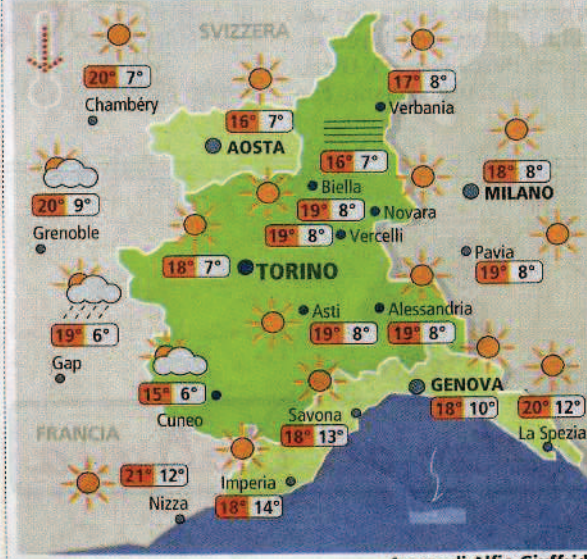 SVIZZERA
20° 7°
Chambéry
17° 8°
Verbania
16° 7°
AOSTA
18° 8°
MILANO
16° 7°
Biella
20° 9°
Grenoble
19° 8°
Novara
19° 8°
Vercelli
18° 7°
TORINO
Pavia
19° 8°
19° 6°
Gap
Asti
19° 8°
Alessandria
19° 8°
15° 6°
Cuneo
GENOVA
18° 10°
20° 12°
La Spezia
Savona
18° 13°
FRANCIA
21° 12°
Nizza
Imperia
18° 14°
di Alfio Giuffrid